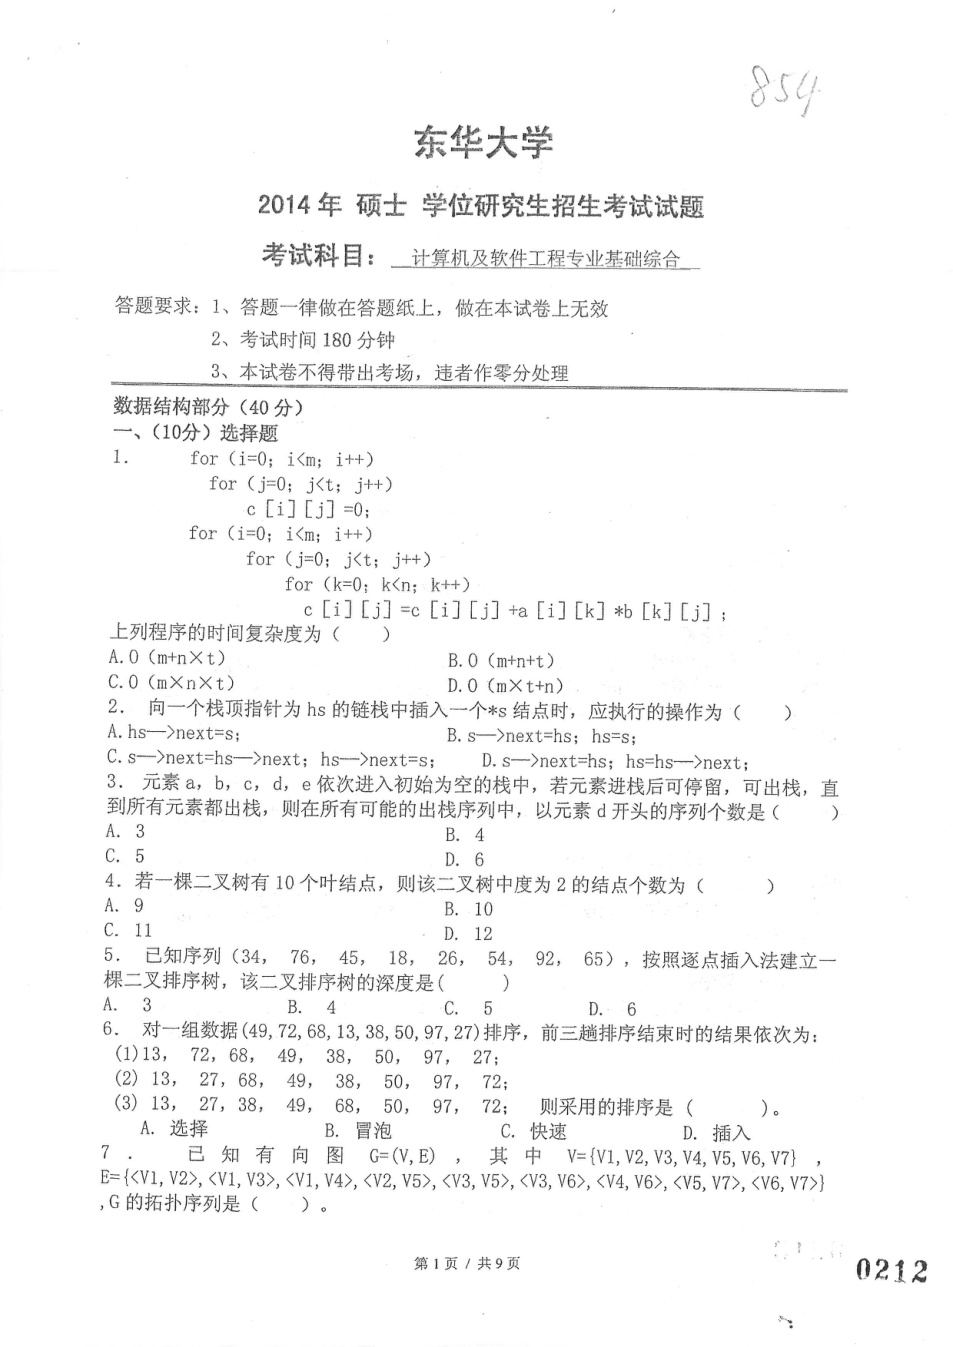 854
东华大学
2014 年 硕士 学位研究生招生考试试题
考试科目： 计算机及软件工程专业基础综合
答题要求：1、答题一律做在答题纸上，做在本试卷上无效
2、考试时间 180 分钟
3、本试卷不得带出考场，违者作零分处理
数据结构部分（40 分）
一、（10分）选择题
1. for（i=0；i<m；i++）
for（j=0；j<t；j++）
c［i］［j］=0；
for（i=0；i<m；i++）
for（j=0；j<t；j++）
for（k=0；k<n；k++）
c［i］［j］=c［i］［j］+a［i］［k］*b［k］［j］；
上列程序的时间复杂度为（ ）
A.O（m+n×t） B.O（m+n+t）
C.O（m×n×t） D.O（m×t+n）
2. 向一个栈顶指针为 hs 的链栈中插入一个*s 结点时，应执行的操作为（ ）
A.hs—>next=s； B.s—>next=hs；hs=s；
C.s—>next=hs—>next；hs—>next=s； D.s—>next=hs；hs=hs—>next；
3. 元素 a，b，c，d，e 依次进入初始为空的栈中，若元素进栈后可停留，可出栈，直
到所有元素都出栈，则在所有可能的出栈序列中，以元素 d 开头的序列个数是（ ）
A. 3 B. 4
C. 5 D. 6
4．若一棵二叉树有 10 个叶结点，则该二叉树中度为 2 的结点个数为（ ）
A. 9 B. 10
C. 11 D. 12
5. 已知序列（34， 76， 45， 18， 26， 54， 92， 65），按照逐点插入法建立一
棵二叉排序树，该二叉排序树的深度是( )
A. 3 B. 4 C. 5 D. 6
6. 对一组数据(49,72,68,13,38,50,97,27)排序，前三趟排序结束时的结果依次为：
(1)13， 72，68， 49， 38， 50， 97， 27；
(2) 13， 27，68， 49， 38， 50， 97， 72；
(3) 13， 27，38， 49， 68， 50， 97， 72； 则采用的排序是 ( )。
A. 选择 B. 冒泡 C. 快速 D. 插入
7 . 已 知 有 向 图 G=(V,E) ， 其 中 V={V1,V2,V3,V4,V5,V6,V7} ，
E={<V1,V2>,<V1,V3>,<V1,V4>,<V2,V5>,<V3,V5>,<V3,V6>,<V4,V6>,<V5,V7>,<V6,V7>}
,G 的拓扑序列是（ ）。
第 1 页 / 共 9 页
0212